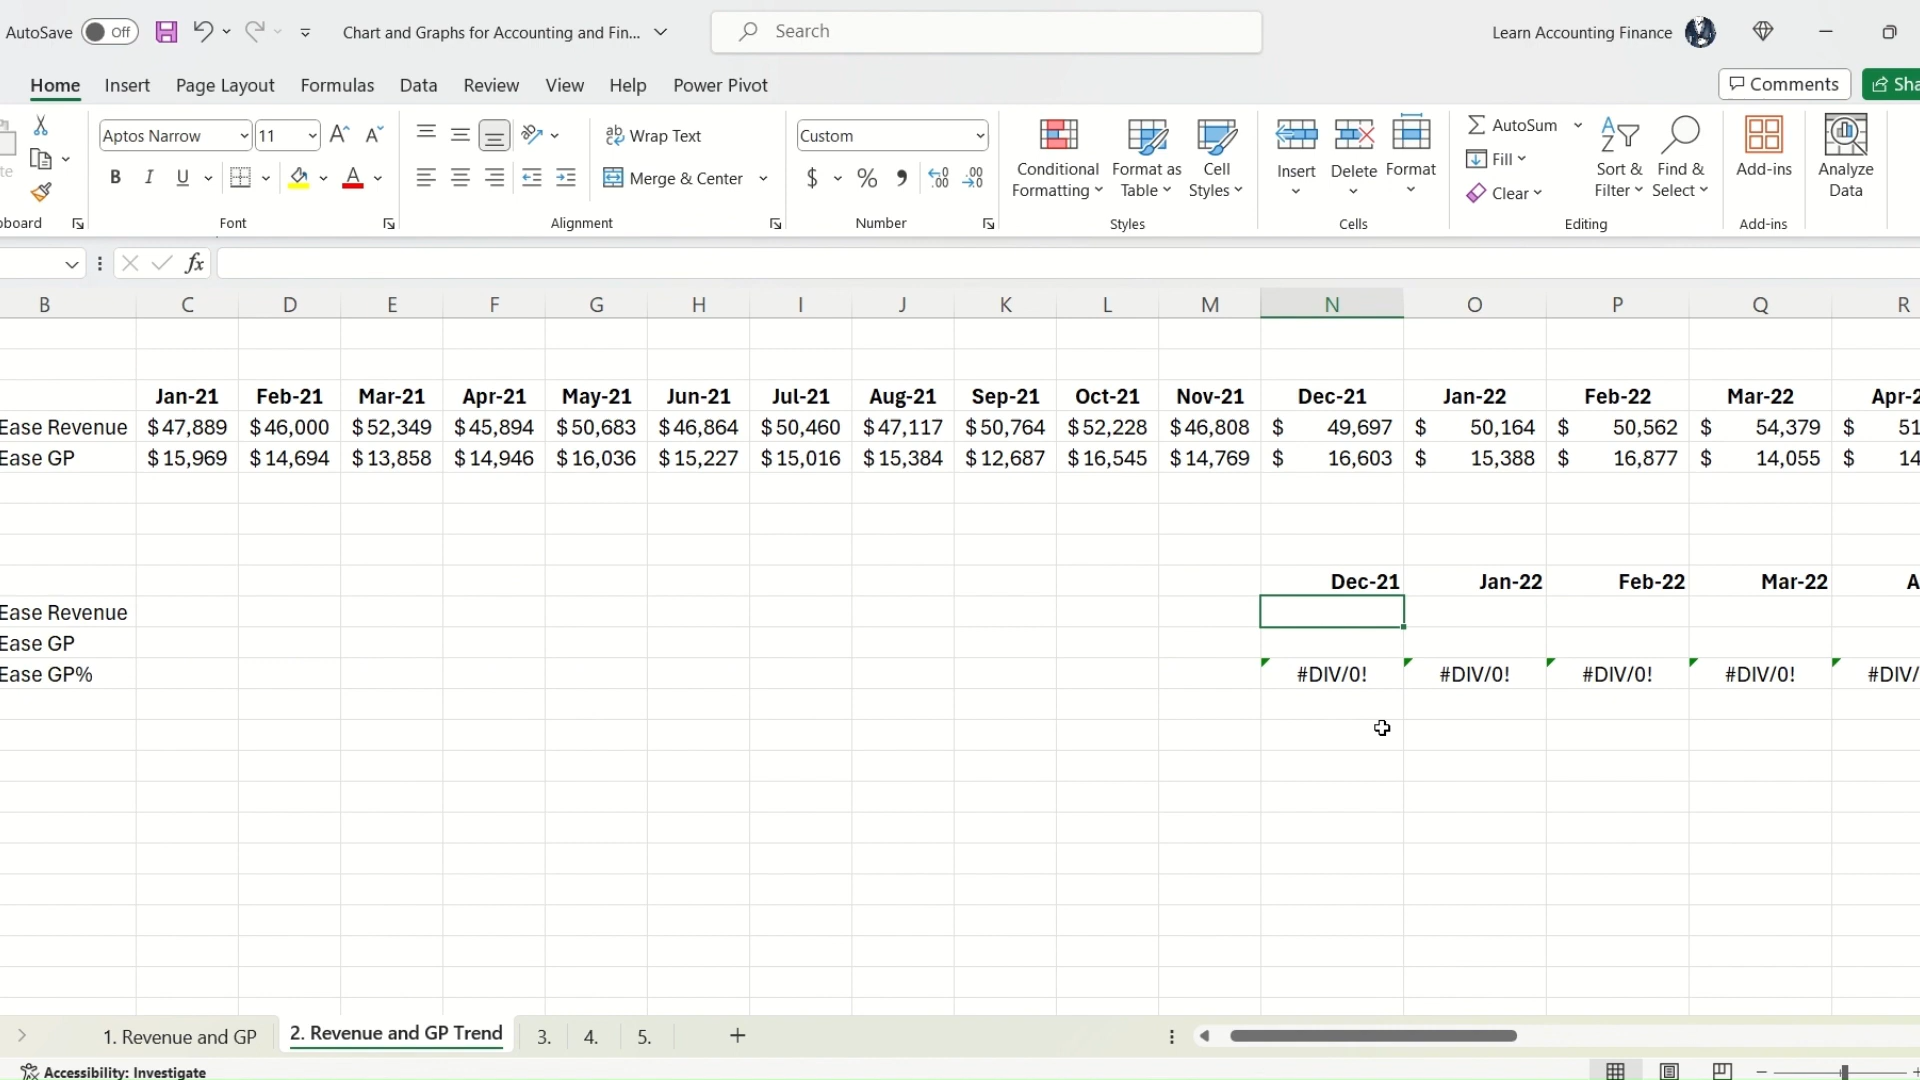 AutoSave Off Chart and Graphs for Accounting and Fin... Search Learn Accounting Finance
Home Insert Page Layout Formulas Data Review View Help Power Pivot Comments Sha
Aptos Narrow 11 A A ab Wrap Text Custom AutoSum
Conditional Formatting Format as Table Cell Styles Insert Delete Format Fill Sort & Filter Find & Select Add-ins Analyze Data
B I U A Merge & Center $ % , .00 .00 Clear
board Font Alignment Number Styles Cells Editing Add-ins
fx
B C D E F G H I J K L M N O P Q R
Jan-21 Feb-21 Mar-21 Apr-21 May-21 Jun-21 Jul-21 Aug-21 Sep-21 Oct-21 Nov-21 Dec-21 Jan-22 Feb-22 Mar-22 Apr-2
Ease Revenue $47,889 $46,000 $52,349 $45,894 $50,683 $46,864 $50,460 $47,117 $50,764 $52,228 $46,808 $ 49,697 $ 50,164 $ 50,562 $ 54,379 $ 51
Ease GP $15,969 $14,694 $13,858 $14,946 $16,036 $15,227 $15,016 $15,384 $12,687 $16,545 $14,769 $ 16,603 $ 15,388 $ 16,877 $ 14,055 $ 14
Dec-21 Jan-22 Feb-22 Mar-22 A
Ease Revenue
Ease GP
Ease GP% #DIV/0! #DIV/0! #DIV/0! #DIV/0! #DIV/
1. Revenue and GP 2. Revenue and GP Trend 3. 4. 5. +
Accessibility: Investigate